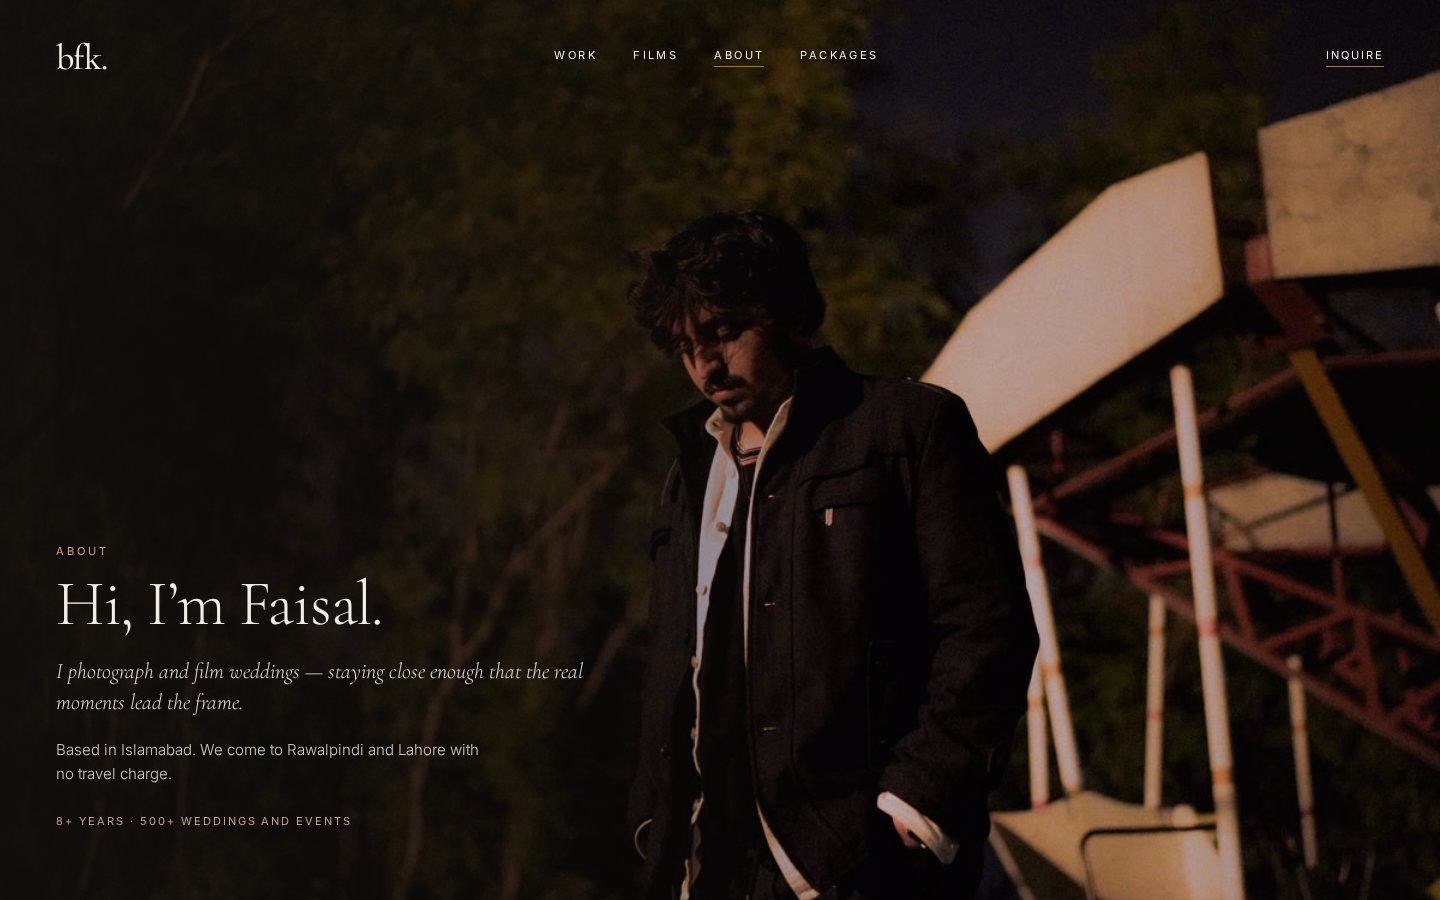 bfk.
WORK FILMS ABOUT PACKAGES INQUIRE
ABOUT
Hi, I’m Faisal.
I photograph and film weddings — staying close enough that the real
moments lead the frame.
Based in Islamabad. We come to Rawalpindi and Lahore with
no travel charge.
8+ YEARS · 500+ WEDDINGS AND EVENTS